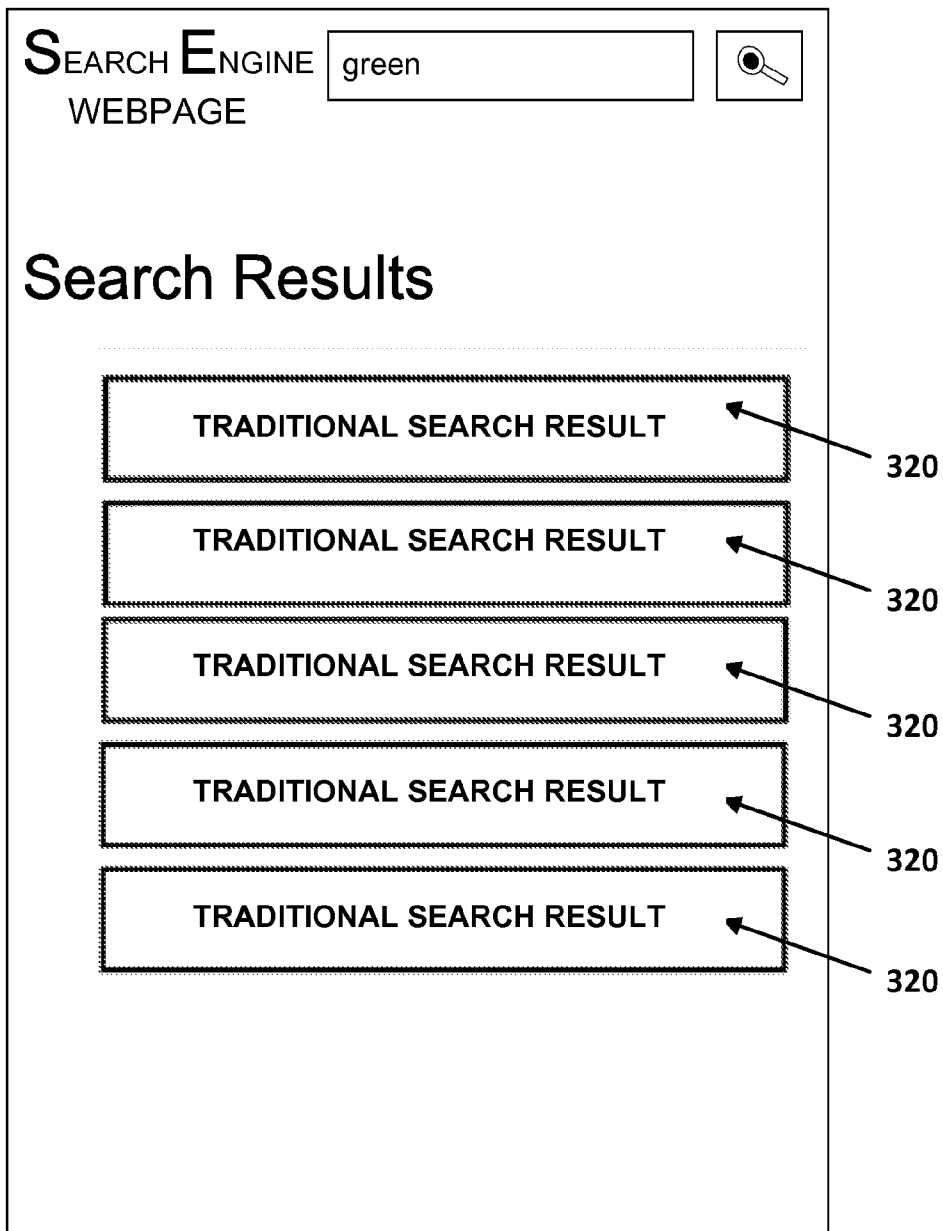 SEARCH ENGINE
WEBPAGE
green
Search Results
TRADITIONAL SEARCH RESULT
320
TRADITIONAL SEARCH RESULT
320
TRADITIONAL SEARCH RESULT
320
TRADITIONAL SEARCH RESULT
320
TRADITIONAL SEARCH RESULT
320